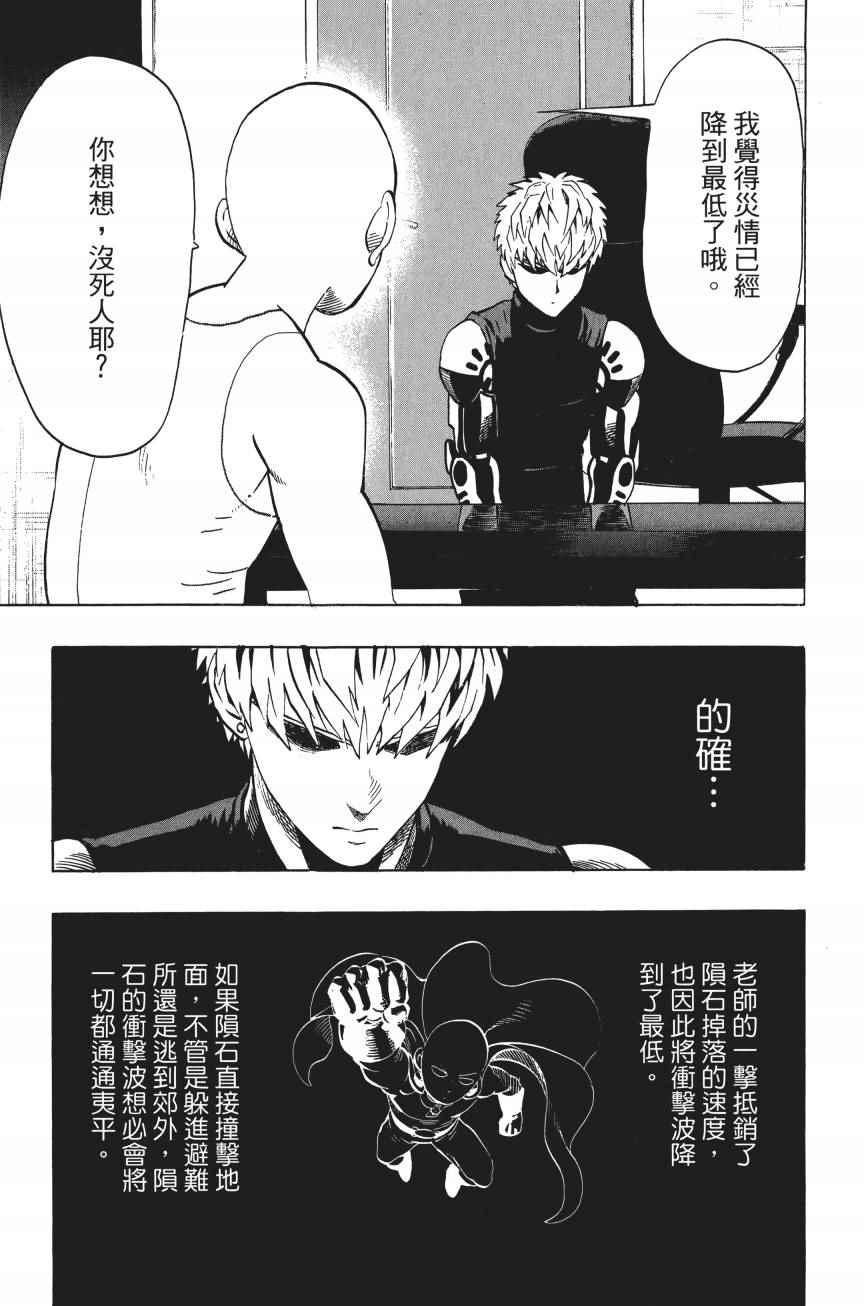 我覺得災情已經
降到最低了哦。
你想想，沒死人耶？
的確…
老師的一擊抵銷了
隕石掉落的速度，
也因此將衝擊波降
到了最低。
如果隕石直接撞擊地
面，不管是躲進避難
所還是逃到郊外，隕
石的衝擊波想必會將
一切都通通夷平。